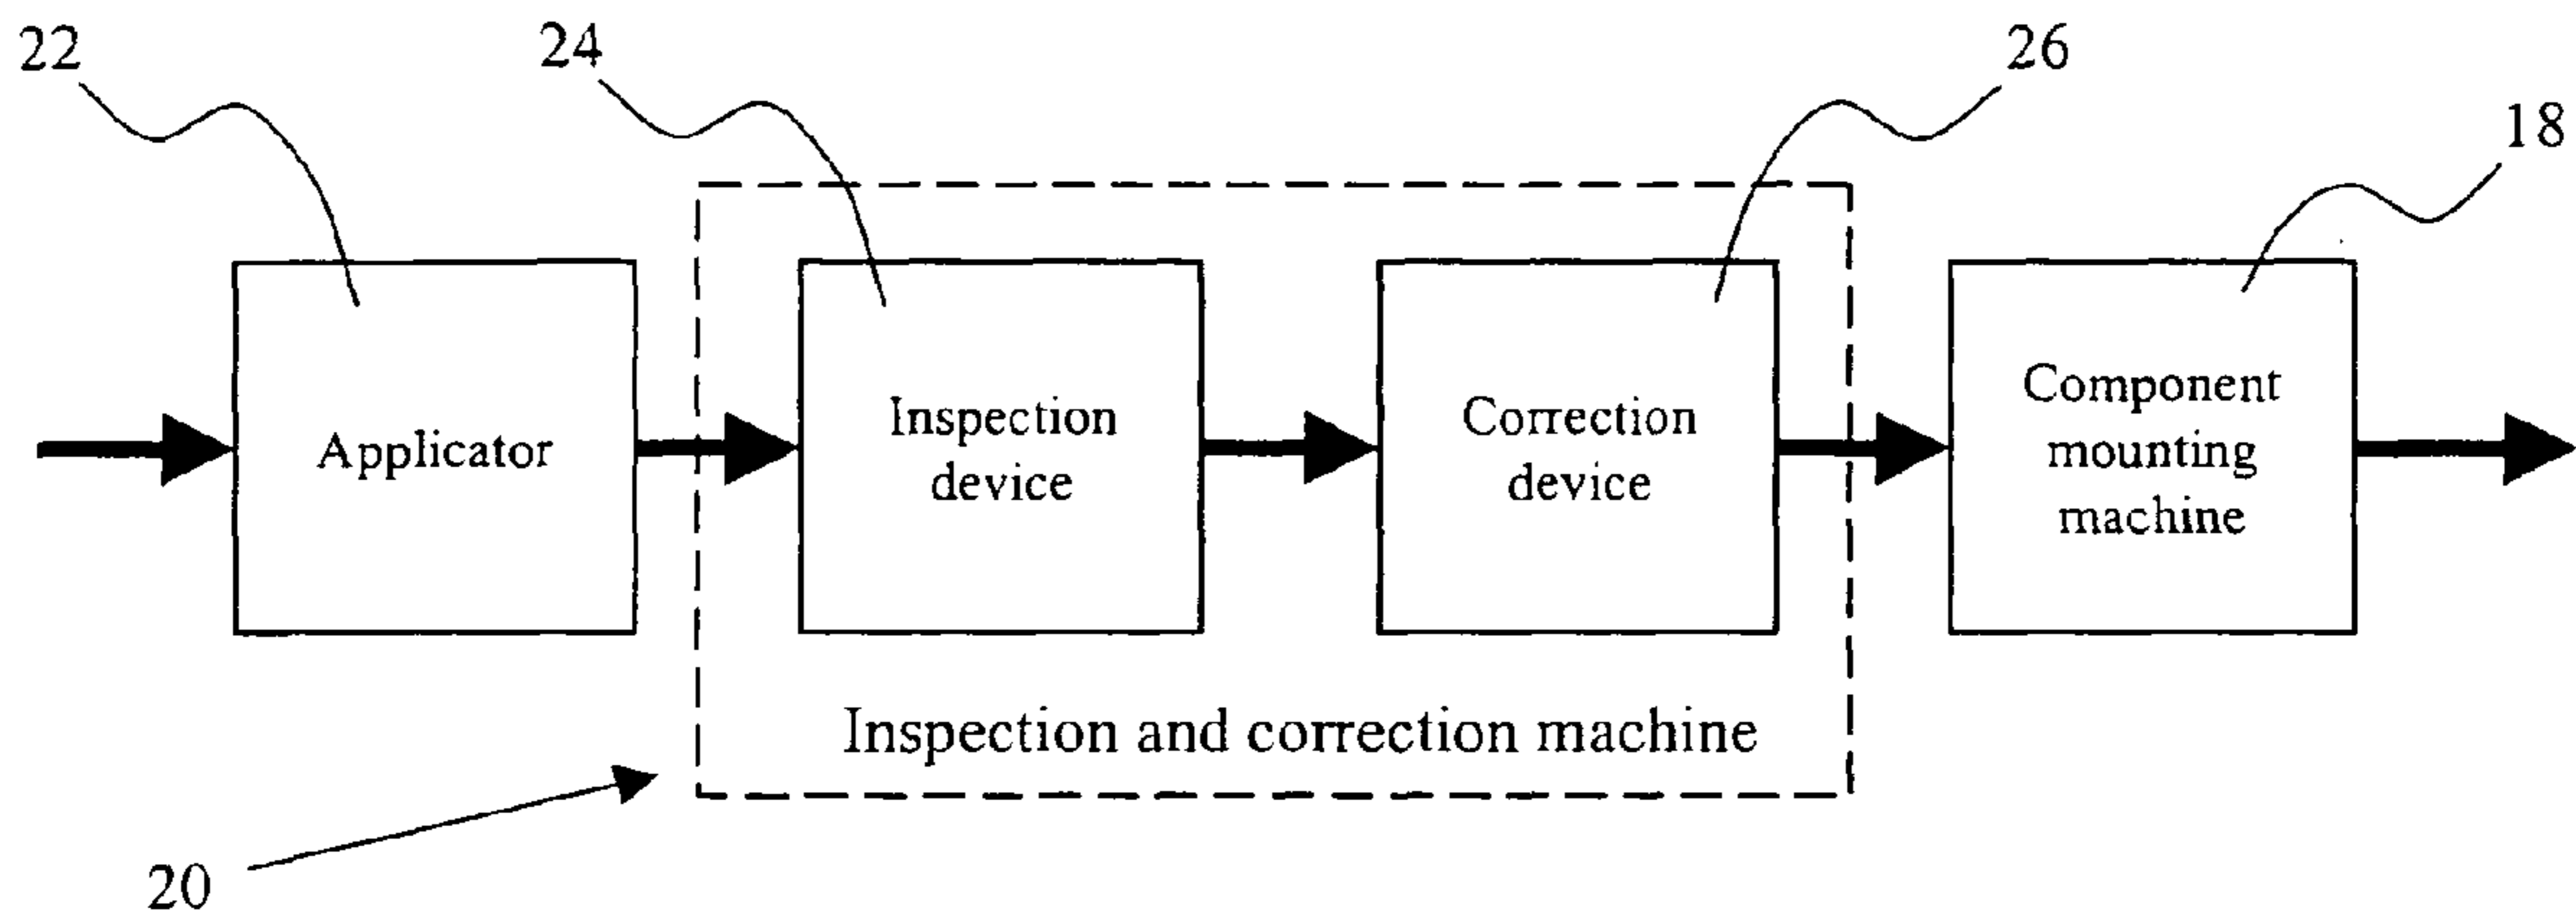 22
24
26
18
Applicator
Inspection
device
Correction
device
Component
mounting
machine
Inspection and correction machine
20